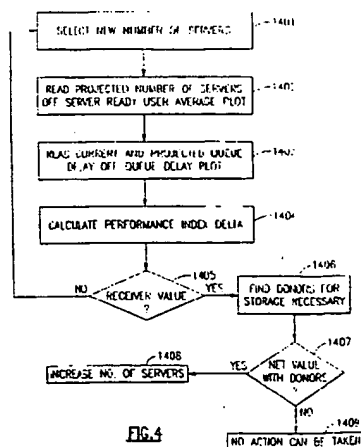 SELECT NEW NUMBER OF SERVERS
1401
READ PROJECTED NUMBER OF SERVERS
OFF SERVER READY USER AVERAGE PLOT
1402
READ CURRENT AND PROJECTED QUEUE
DELAY OFF QUEUE DELAY PLOT
1403
CALCULATE PERFORMANCE INDEX DELTA
1404
1405
NO
RECEIVER VALUE
?
YES
1406
FIND DONORS FOR
STORAGE NECESSARY
1407
1408
INCREASE NO. OF SERVERS
YES
NET VALUE
WITH DONORS
?
NO
1409
FIG.4
NO ACTION CAN BE TAKEN